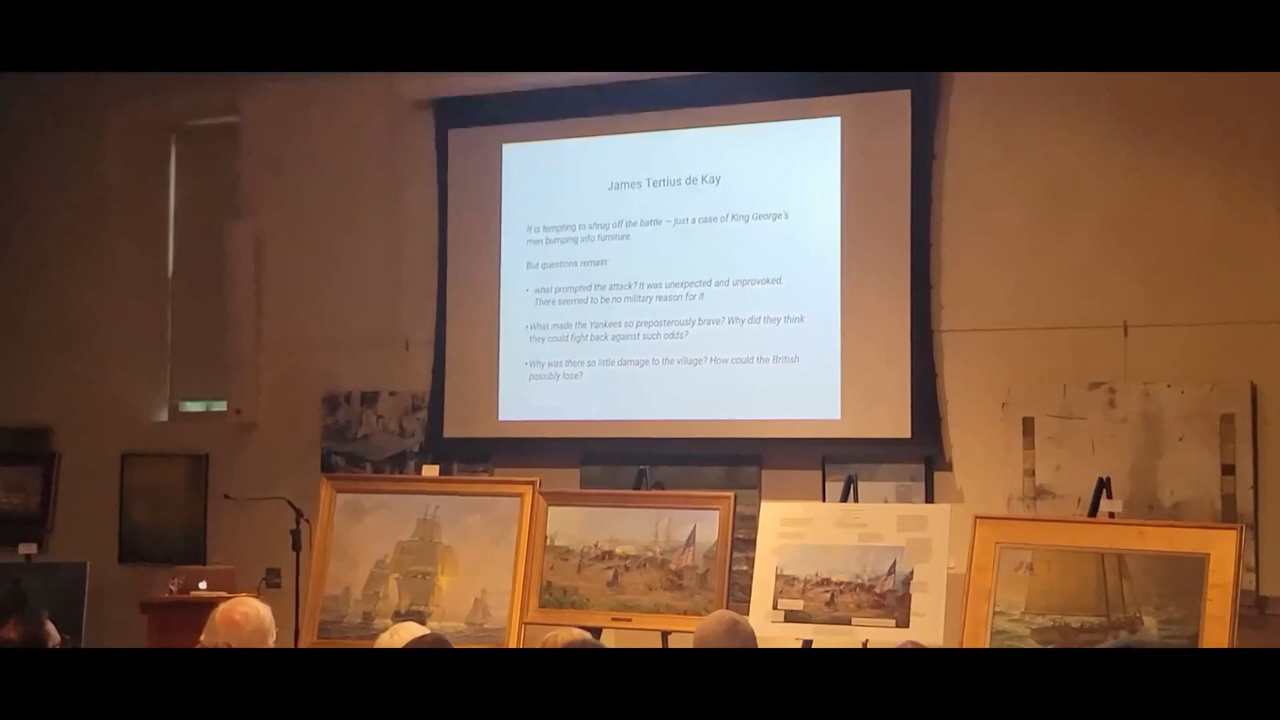 James Tertius de Kay
It is tempting to shrug off the battle – just a case of King George's
men bumping into furniture.
But questions remain:
• what prompted the attack? It was unexpected and unprovoked.
There seemed to be no military reason for it
• What made the Yankees so preposterously brave? Why did they think
they could fight back against such odds?
• Why was there so little damage to the village? How could the British
possibly lose?